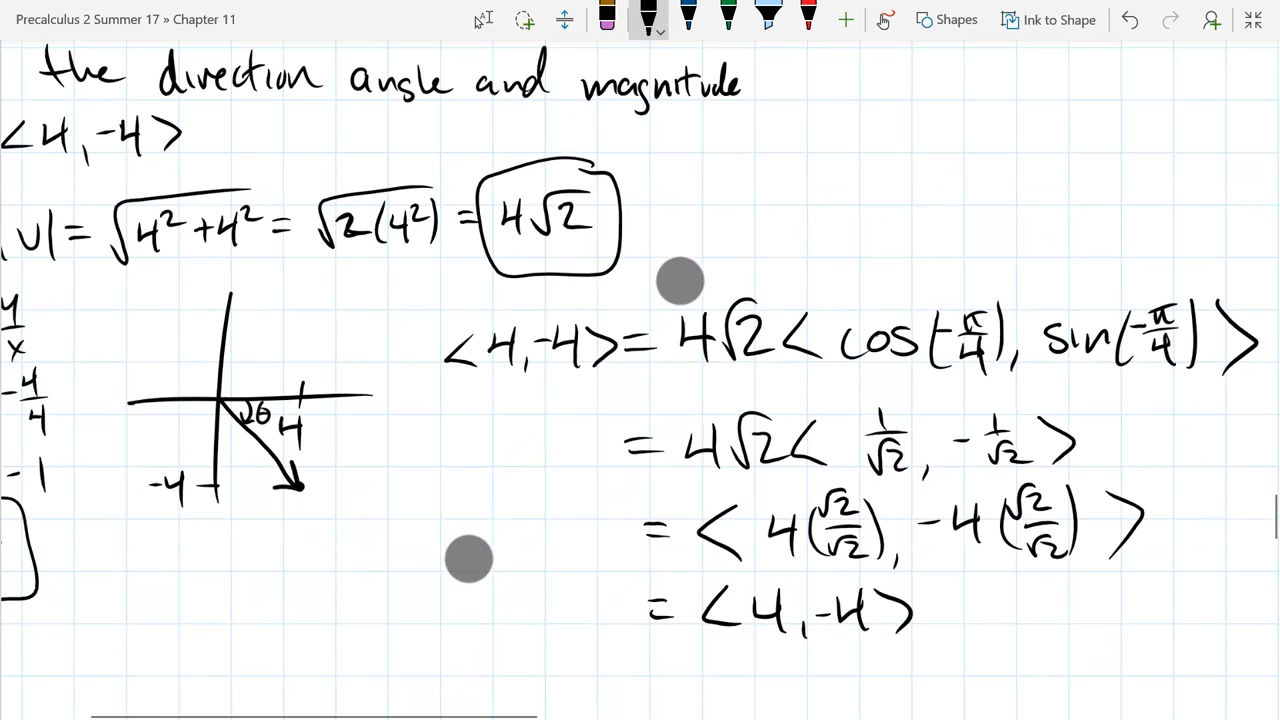 Precalculus 2 Summer 17 » Chapter 11
Shapes
Ink to Shape
the direction angle and magnitude
<4, -4>
|v| = √(4² + 4²) = √(2(4²)) = 4√2
y/x
-4/4
-1
θ
4
-4
<4, -4> = 4√2 < cos(-π/4), sin(-π/4) >
= 4√2 < 1/√2, -1/√2 >
= < 4(√2/√2), -4(√2/√2) >
= <4, -4>